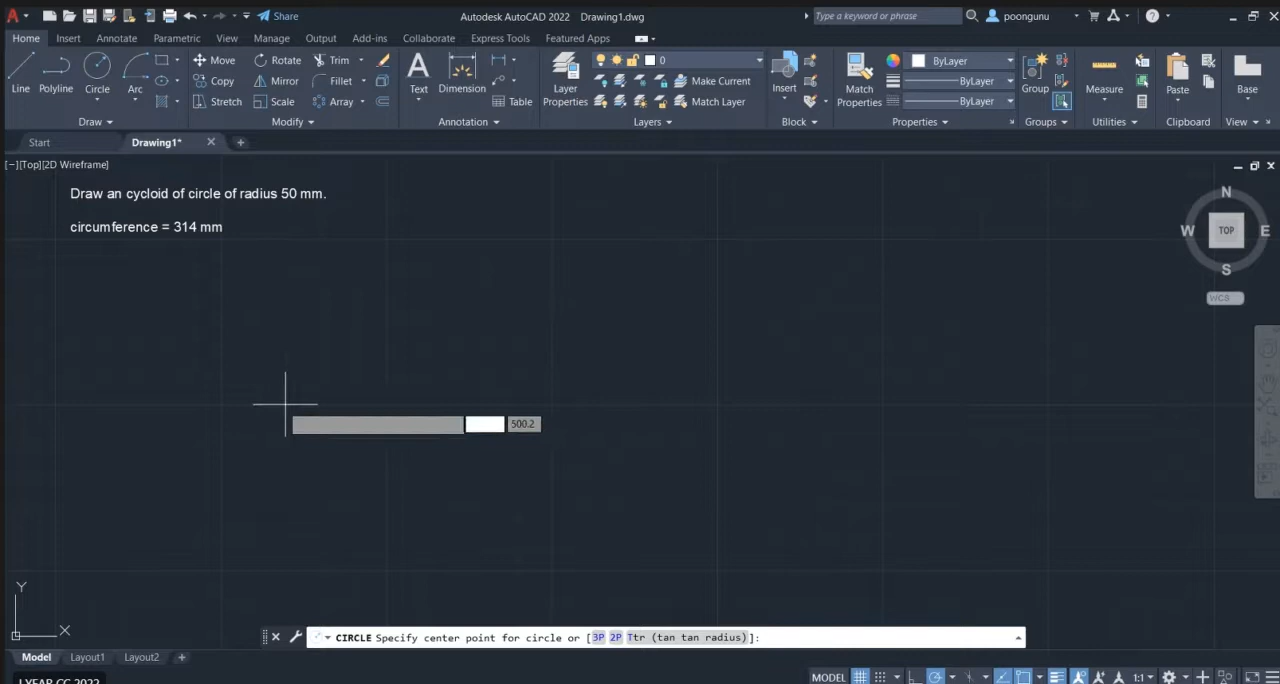 Share
Autodesk AutoCAD 2022 Drawing1.dwg
Type a keyword or phrase
poongunu
Home Insert Annotate Parametric View Manage Output Add-ins Collaborate Express Tools Featured Apps
Line Polyline Circle Arc
Move Rotate Trim
Copy Mirror Fillet
Stretch Scale Array
Text Dimension
Table
Layer Properties
0
Make Current
Match Layer
Insert
Match Properties
ByLayer
ByLayer
ByLayer
Group
Measure
Paste
Base
Draw Modify Annotation Layers Block Properties Groups Utilities Clipboard View
Start Drawing1*
[−][Top][2D Wireframe]
Draw an cycloid of circle of radius 50 mm.
circumference = 314 mm
N
W TOP E
S
WCS
500.2
Y
X
CIRCLE Specify center point for circle or [3P 2P Ttr (tan tan radius)]:
Model Layout1 Layout2
MODEL 1:1